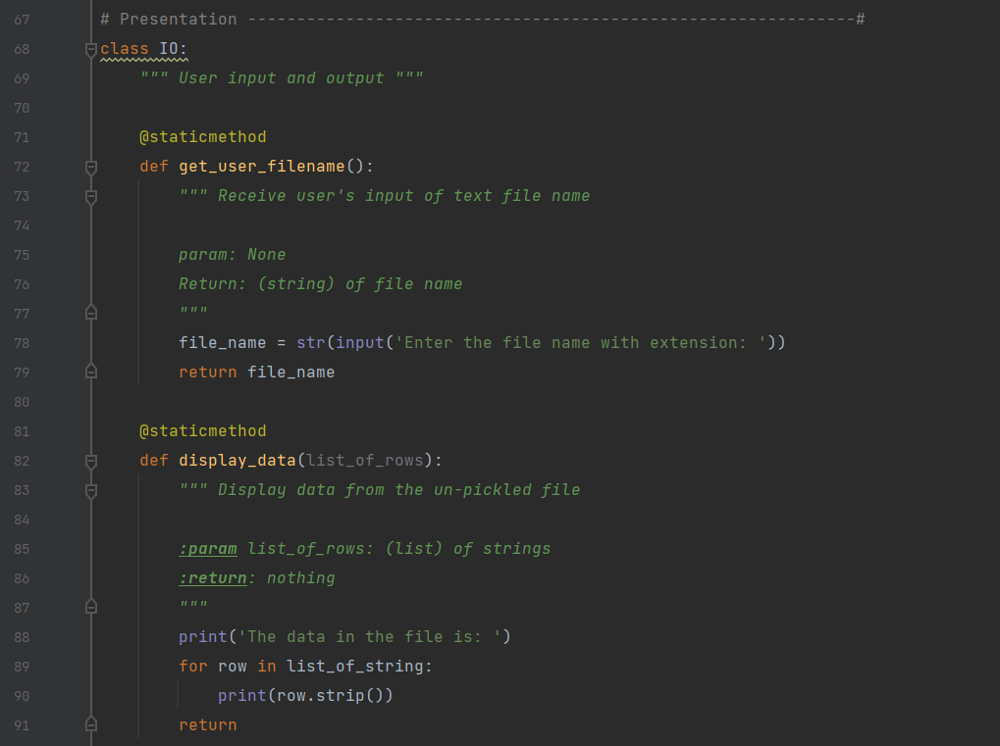 67 # Presentation --------------------------------------------------------------#
68 class IO:
69     """ User input and output """
70
71     @staticmethod
72     def get_user_filename():
73         """ Receive user's input of text file name
74
75         param: None
76         Return: (string) of file name
77         """
78         file_name = str(input('Enter the file name with extension: '))
79         return file_name
80
81     @staticmethod
82     def display_data(list_of_rows):
83         """ Display data from the un-pickled file
84
85         :param list_of_rows: (list) of strings
86         :return: nothing
87         """
88         print('The data in the file is: ')
89         for row in list_of_string:
90             print(row.strip())
91         return